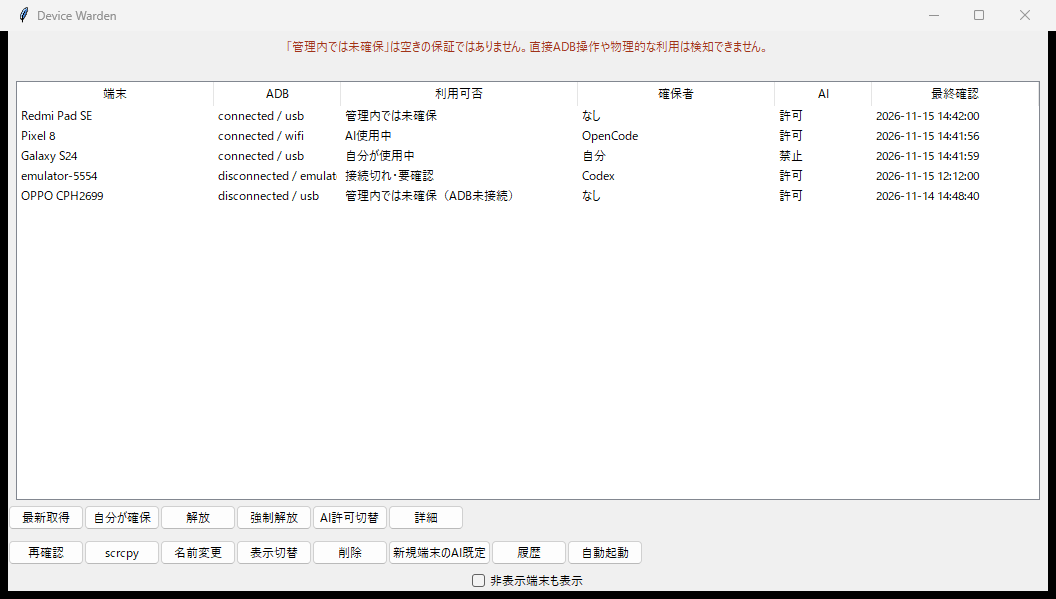 Device Warden
「管理内では未確保」は空きの保証ではありません。直接ADB操作や物理的な利用は検知できません。
端末 ADB 利用可否 確保者 AI 最終確認
Redmi Pad SE connected / usb 管理内では未確保 なし 許可 2026-11-15 14:42:00
Pixel 8 connected / wifi AI使用中 OpenCode 許可 2026-11-15 14:41:56
Galaxy S24 connected / usb 自分が使用中 自分 禁止 2026-11-15 14:41:59
emulator-5554 disconnected / emulat 接続切れ・要確認 Codex 許可 2026-11-15 12:12:00
OPPO CPH2699 disconnected / usb 管理内では未確保（ADB未接続） なし 許可 2026-11-14 14:48:40
最新取得 自分が確保 解放 強制解放 AI許可切替 詳細
再確認 scrcpy 名前変更 表示切替 削除 新規端末のAI既定 履歴 自動起動
非表示端末も表示